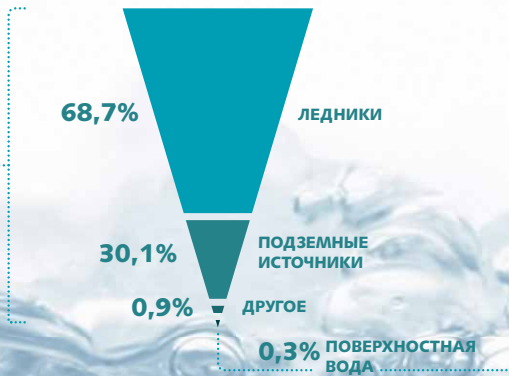 68,7% ЛЕДНИКИ
30,1% ПОДЗЕМНЫЕ
ИСТОЧНИКИ
0,9% ДРУГОЕ
0,3% ПОВЕРХНОСТНАЯ
ВОДА